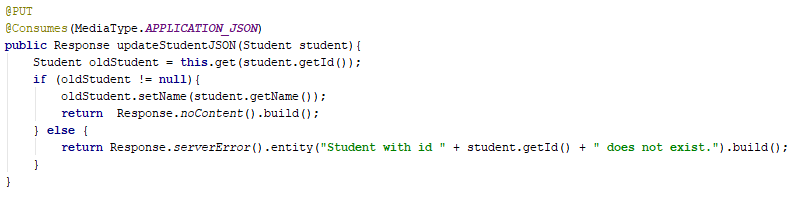 @PUT
@Consumes(MediaType.APPLICATION_JSON)
public Response updateStudentJSON(Student student){
    Student oldStudent = this.get(student.getId());
    if (oldStudent != null){
        oldStudent.setName(student.getName());
        return  Response.noContent().build();
    } else {
        return Response.serverError().entity("Student with id " + student.getId() + " does not exist.").build();
    }
}